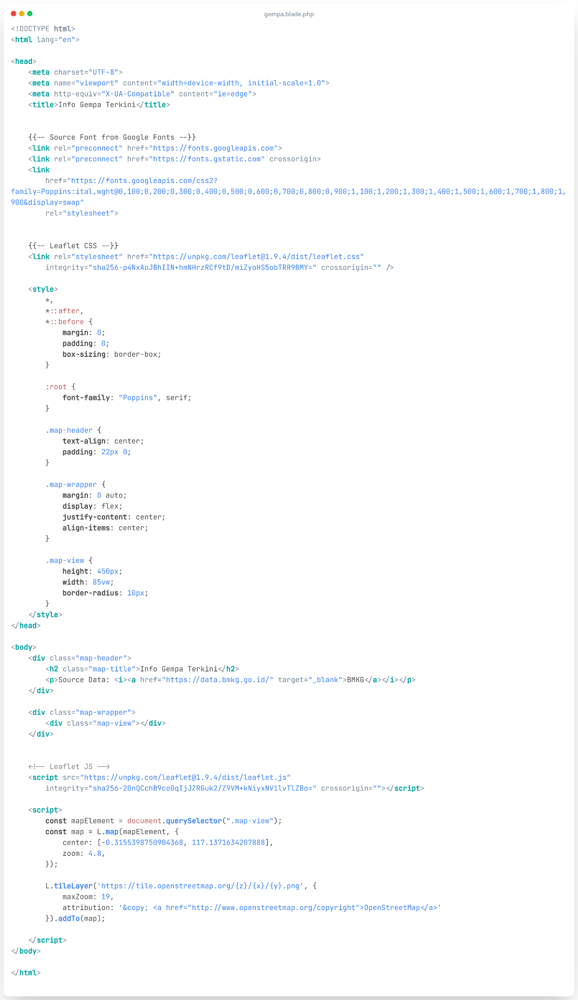 gempa.blade.php
<!DOCTYPE html>
<html lang="en">
<head>
    <meta charset="UTF-8">
    <meta name="viewport" content="width=device-width, initial-scale=1.0">
    <meta http-equiv="X-UA-Compatible" content="ie=edge">
    <title>Info Gempa Terkini</title>
    {{-- Source Font from Google Fonts --}}
    <link rel="preconnect" href="https://fonts.googleapis.com">
    <link rel="preconnect" href="https://fonts.gstatic.com" crossorigin>
    <link
        href="https://fonts.googleapis.com/css2?
family=Poppins:ital,wght@0,100;0,200;0,300;0,400;0,500;0,600;0,700;0,800;0,900;1,100;1,200;1,300;1,400;1,500;1,600;1,700;1,800;1,
900&display=swap"
        rel="stylesheet">
    {{-- Leaflet CSS --}}
    <link rel="stylesheet" href="https://unpkg.com/leaflet@1.9.4/dist/leaflet.css"
        integrity="sha256-p4NxAoJBhIIN+hmNHrzRCf9tD/miZyoHS5obTRR9BMY=" crossorigin="" />
    <style>
        *,
        *::after,
        *::before {
            margin: 0;
            padding: 0;
            box-sizing: border-box;
        }
        :root {
            font-family: "Poppins", serif;
        }
        .map-header {
            text-align: center;
            padding: 22px 0;
        }
        .map-wrapper {
            margin: 0 auto;
            display: flex;
            justify-content: center;
            align-items: center;
        }
        .map-view {
            height: 450px;
            width: 85vw;
            border-radius: 10px;
        }
    </style>
</head>
<body>
    <div class="map-header">
        <h2 class="map-title">Info Gempa Terkini</h2>
        <p>Source Data: <i><a href="https://data.bmkg.go.id/" target="_blank">BMKG</a></i></p>
    </div>
    <div class="map-wrapper">
        <div class="map-view"></div>
    </div>
    <!-- Leaflet JS -->
    <script src="https://unpkg.com/leaflet@1.9.4/dist/leaflet.js"
        integrity="sha256-20nQCchB9co0qIjJZRGuk2/Z9VM+kNiyxNV1lvTlZBo=" crossorigin=""></script>
    <script>
        const mapElement = document.querySelector(".map-view");
        const map = L.map(mapElement, {
            center: [-0.3155398750904368, 117.1371634207888],
            zoom: 4.8,
        });
        L.tileLayer('https://tile.openstreetmap.org/{z}/{x}/{y}.png', {
            maxZoom: 19,
            attribution: '&copy; <a href="http://www.openstreetmap.org/copyright">OpenStreetMap</a>'
        }).addTo(map);
    </script>
</body>
</html>